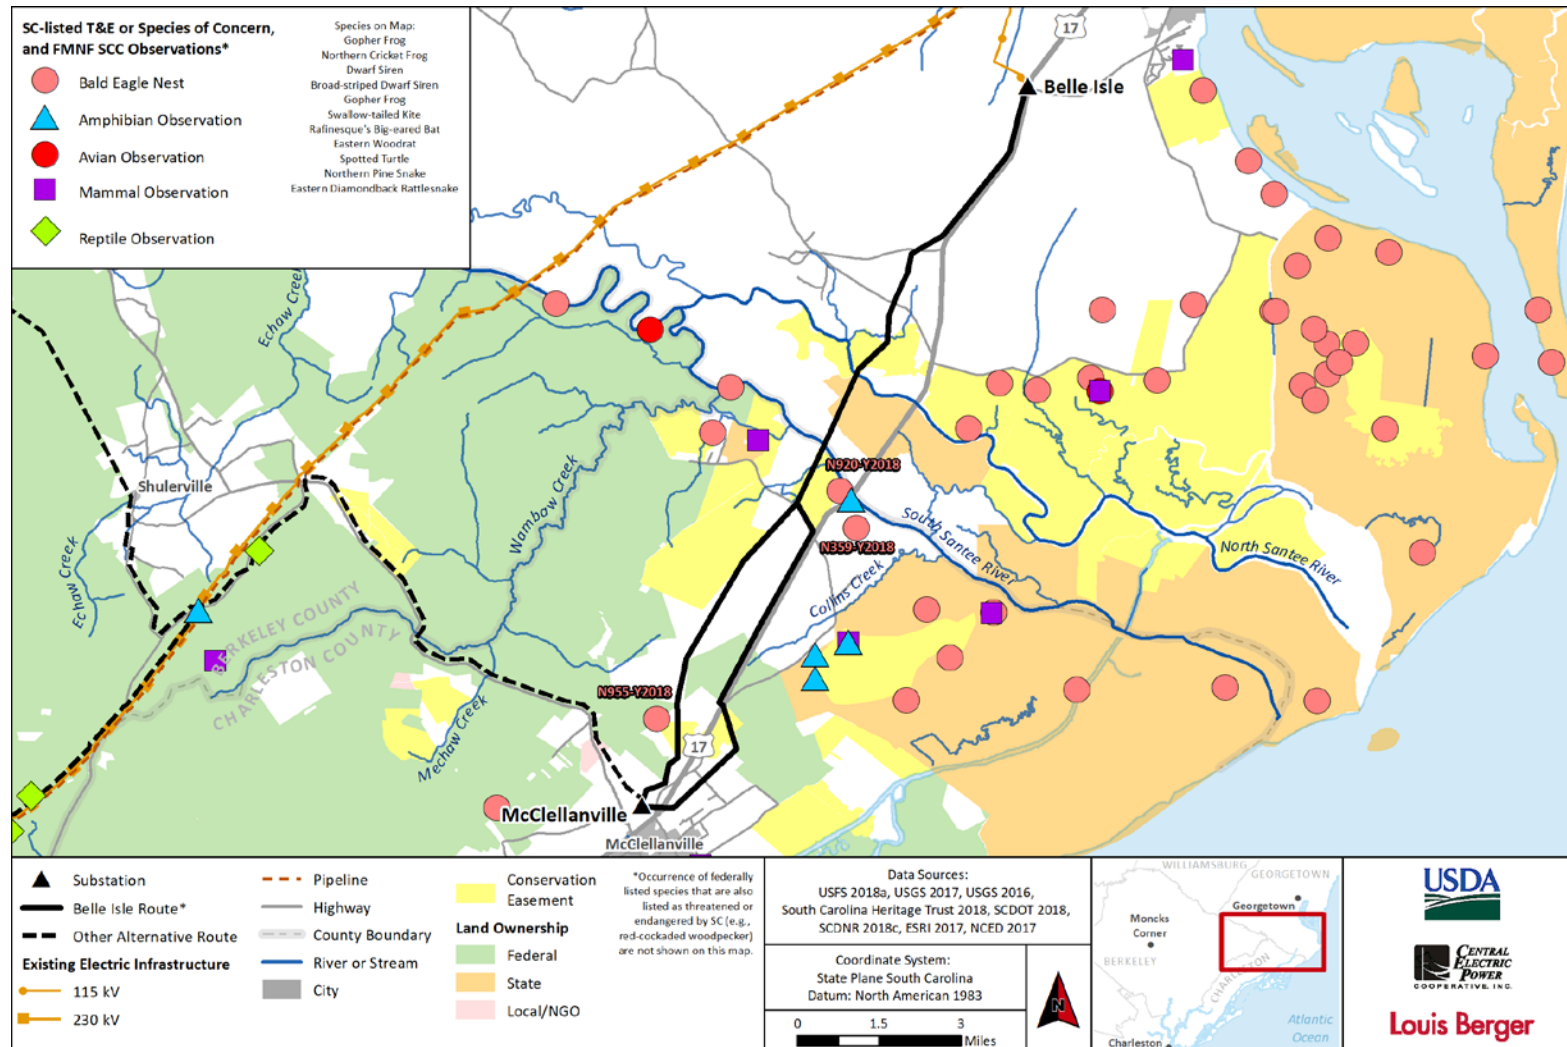 SC-listed T&E or Species of Concern,
and FMNF SCC Observations*
Bald Eagle Nest
Amphibian Observation
Avian Observation
Mammal Observation
Reptile Observation
Species on Map:
Gopher Frog
Northern Cricket Frog
Dwarf Siren
Broad-striped Dwarf Siren
Gopher Frog
Swallow-tailed Kite
Rafinesque's Big-eared Bat
Eastern Woodrat
Spotted Turtle
Northern Pine Snake
Eastern Diamondback Rattlesnake
17
Belle Isle
Echaw Creek
Shulerville
Wambow Creek
N920-Y2018
N359-Y2018
South Santee River
North Santee River
Echaw Creek
Collins Creek
BERKELEY COUNTY
CHARLESTON COUNTY
N955-Y2018
Mechaw Creek
17
McClellanville
McClellanville
Substation
Belle Isle Route*
Other Alternative Route
Existing Electric Infrastructure
115 kV
230 kV
Pipeline
Highway
County Boundary
River or Stream
City
Conservation
Easement
Land Ownership
Federal
State
Local/NGO
*Occurrence of federally
listed species that are also
listed as threatened or
endangered by SC (e.g.,
red-cockaded woodpecker)
are not shown on this map.
Data Sources:
USFS 2018a, USGS 2017, USGS 2016,
South Carolina Heritage Trust 2018, SCDOT 2018,
SCDNR 2018c, ESRI 2017, NCED 2017
Coordinate System:
State Plane South Carolina
Datum: North American 1983
0 1.5 3
Miles
N
WILLIAMSBURG
GEORGETOWN
Georgetown
Moncks
Corner
BERKELEY
CHARLESTON
Atlantic
Ocean
Charleston
USDA
CENTRAL
ELECTRIC
POWER
COOPERATIVE, INC.
Louis Berger